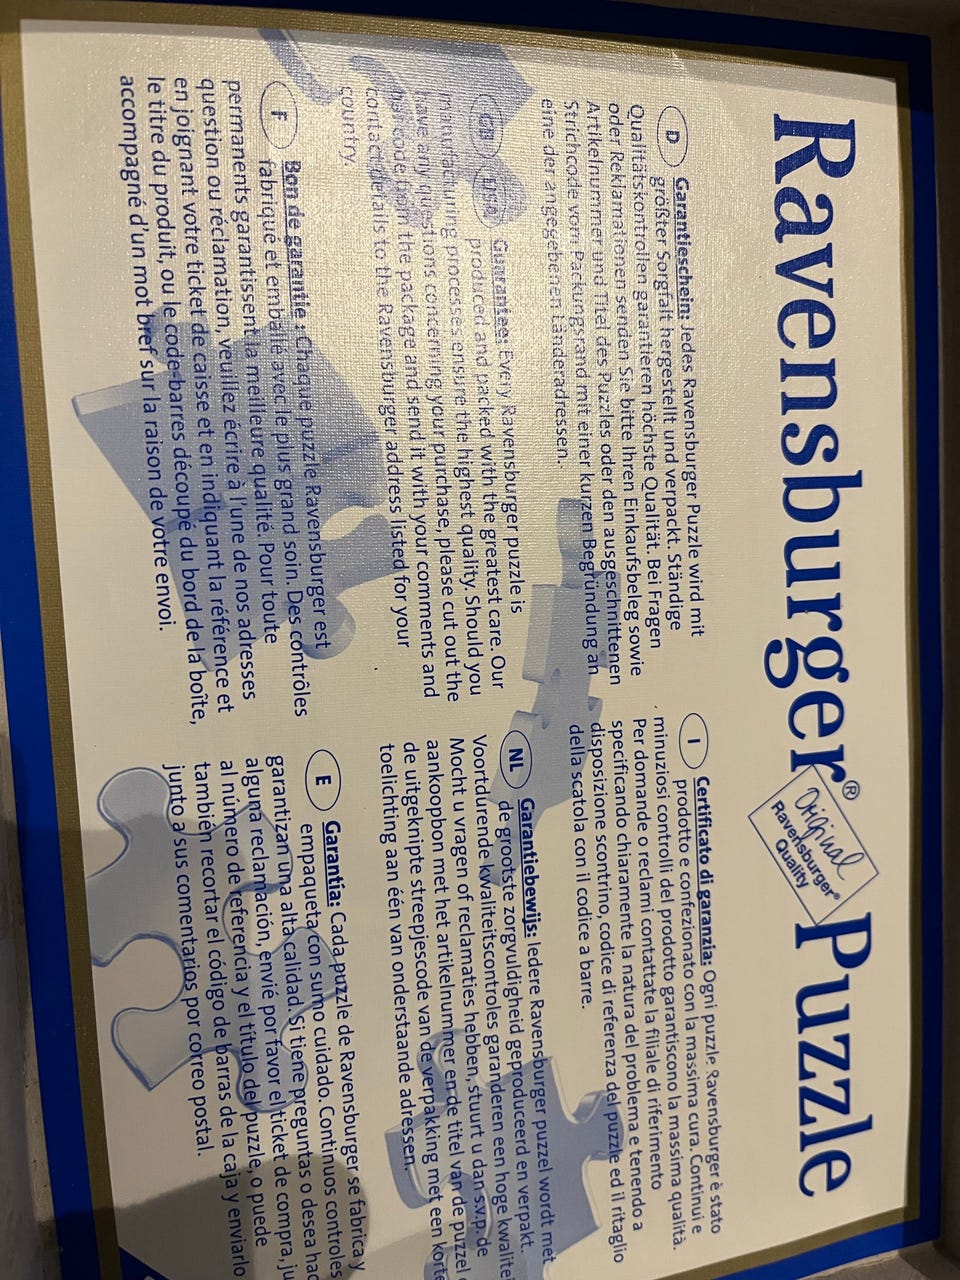 Ravensburger® Puzzle
Original
Ravensburger®
Quality
D Garantieschein: Jedes Ravensburger Puzzle wird mit
größter Sorgfalt hergestellt und verpackt. Ständige
Qualitätskontrollen garantieren höchste Qualität. Bei Fragen
oder Reklamationen senden Sie bitte Ihren Einkaufsbeleg sowie
Artikelnummer und Titel des Puzzles oder den ausgeschnittenen
Strichcode vom Packungsrand mit einer kurzen Begründung an
eine der angegebenen Länderadressen.
GB USA Guarantee: Every Ravensburger puzzle is
produced and packed with the greatest care. Our
manufacturing processes ensure the highest quality. Should you
have any questions concerning your purchase, please cut out the
bar code from the package and send it with your comments and
contact details to the Ravensburger address listed for your
country.
F Bon de garantie : Chaque puzzle Ravensburger est
fabriqué et emballé avec le plus grand soin. Des contrôles
permanents garantissent la meilleure qualité. Pour toute
question ou réclamation, veuillez écrire à l'une de nos adresses
en joignant votre ticket de caisse et en indiquant la référence et
le titre du produit, ou le code-barres découpé du bord de la boîte,
accompagné d'un mot bref sur la raison de votre envoi.
I Certificato di garanzia: Ogni puzzle Ravensburger è stato
prodotto e confezionato con la massima cura. Continui e
minuziosi controlli del prodotto garantiscono la massima qualità.
Per domande o reclami contattate la filiale di riferimento
specificando chiaramente la natura del problema e tenendo a
disposizione scontrino, codice di referenza del puzzle ed il ritaglio
della scatola con il codice a barre.
NL Garantiebewijs: Iedere Ravensburger puzzel wordt met
de grootste zorgvuldigheid geproduceerd en verpakt.
Voortdurende kwaliteitscontroles garanderen een hoge kwaliteit
Mocht u vragen of reclamaties hebben, stuurt u dan s.v.p. de
aankoopbon met het artikelnummer en de titel van de puzzel
de uitgeknipte streepjescode van de verpakking met een korte
toelichting aan één van onderstaande adressen.
E Garantía: Cada puzzle de Ravensburger se fabrica y
empaqueta con sumo cuidado. Continuos controles
garantizan una alta calidad. Si tiene preguntas o desea hac
alguna reclamación, envié por favor el ticket de compra, ju
al número de referencia y el título del puzzle, o puede
también recortar el código de barras de la caja y enviarlo
junto a sus comentarios por correo postal.